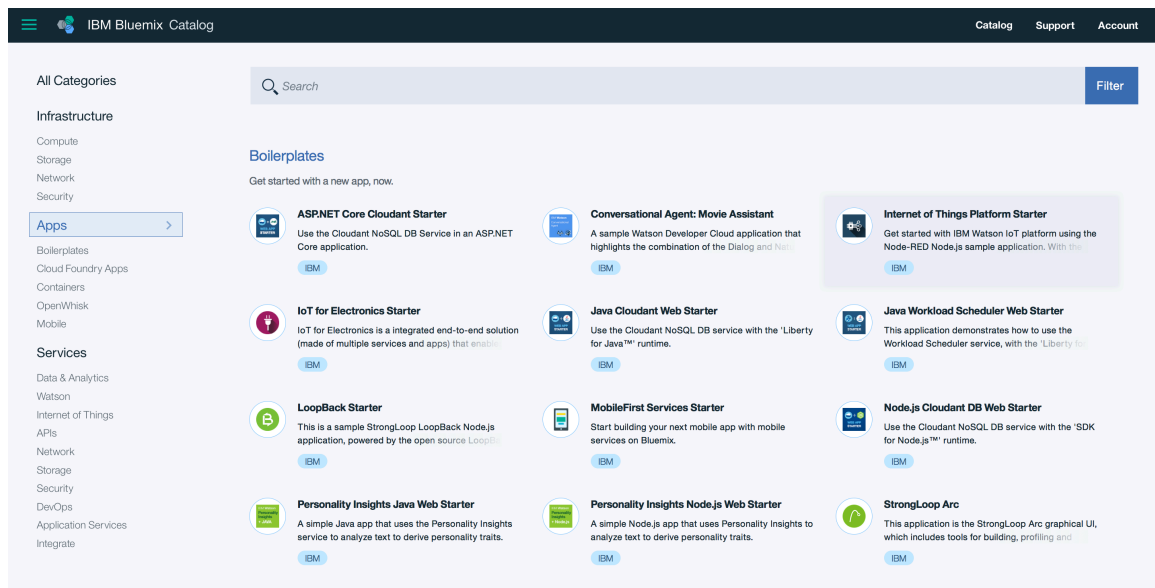 IBM Bluemix Catalog
Catalog Support Account
All Categories
Infrastructure
Compute
Storage
Network
Security
Apps
Boilerplates
Cloud Foundry Apps
Containers
OpenWhisk
Mobile
Services
Data & Analytics
Watson
Internet of Things
APIs
Network
Storage
Security
DevOps
Application Services
Integrate
Search
Filter
Boilerplates
Get started with a new app, now.
ASP.NET Core Cloudant Starter
Use the Cloudant NoSQL DB Service in an ASP.NET
Core application.
IBM
Conversational Agent: Movie Assistant
A sample Watson Developer Cloud application that
highlights the combination of the Dialog and
IBM
Internet of Things Platform Starter
Get started with IBM Watson IoT platform using the
Node-RED Node.js sample application. With the
IBM
IoT for Electronics Starter
IoT for Electronics is a integrated end-to-end solution
(made of multiple services and apps) that
IBM
Java Cloudant Web Starter
Use the Cloudant NoSQL DB service with the 'Liberty
for Java™' runtime.
IBM
Java Workload Scheduler Web Starter
This application demonstrates how to use the
Workload Scheduler service, with the 'Liberty
IBM
LoopBack Starter
This is a sample StrongLoop LoopBack Node.js
application, powered by the open source
IBM
MobileFirst Services Starter
Start building your next mobile app with mobile
services on Bluemix.
IBM
Node.js Cloudant DB Web Starter
Use the Cloudant NoSQL DB service with the 'SDK
for Node.js™' runtime.
IBM
Personality Insights Java Web Starter
A simple Java app that uses the Personality Insights
service to analyze text to derive personality traits.
IBM
Personality Insights Node.js Web Starter
A simple Node.js app that uses Personality Insights to
analyze text to derive personality traits.
IBM
StrongLoop Arc
This application is the StrongLoop Arc graphical UI,
which includes tools for building, profiling and
IBM